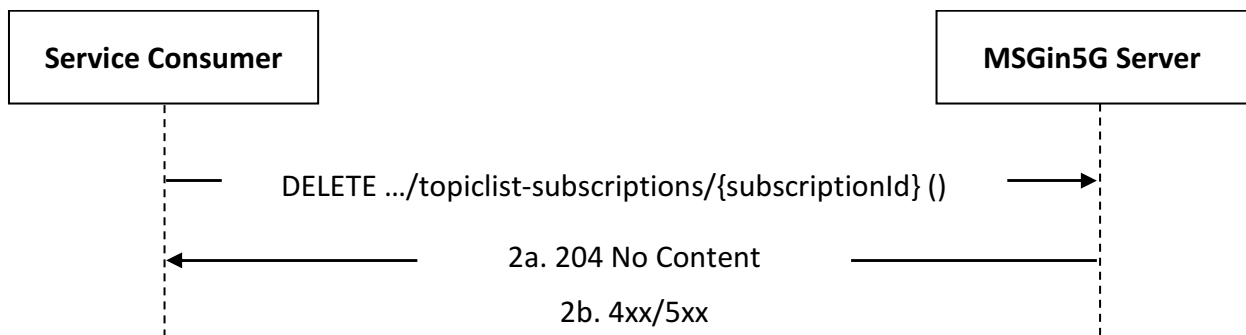 Service Consumer
MSGin5G Server
DELETE .../topiclist-subscriptions/{subscriptionId} ()
2a. 204 No Content
2b. 4xx/5xx